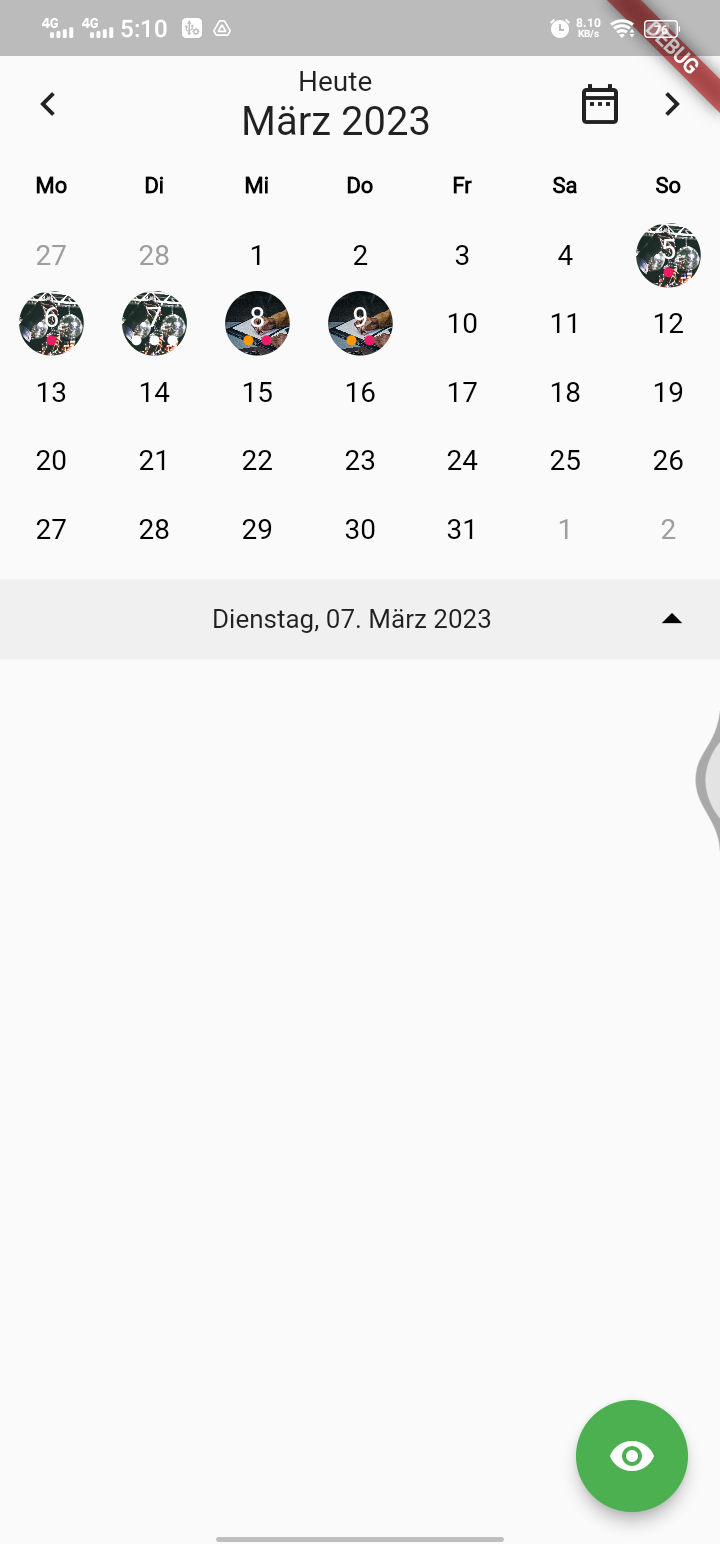 4G 4G 5:10 8.10 KB/s 76
DEBUG
Heute
März 2023
Mo Di Mi Do Fr Sa So
27 28 1 2 3 4 5
6 7 8 9 10 11 12
13 14 15 16 17 18 19
20 21 22 23 24 25 26
27 28 29 30 31 1 2
Dienstag, 07. März 2023